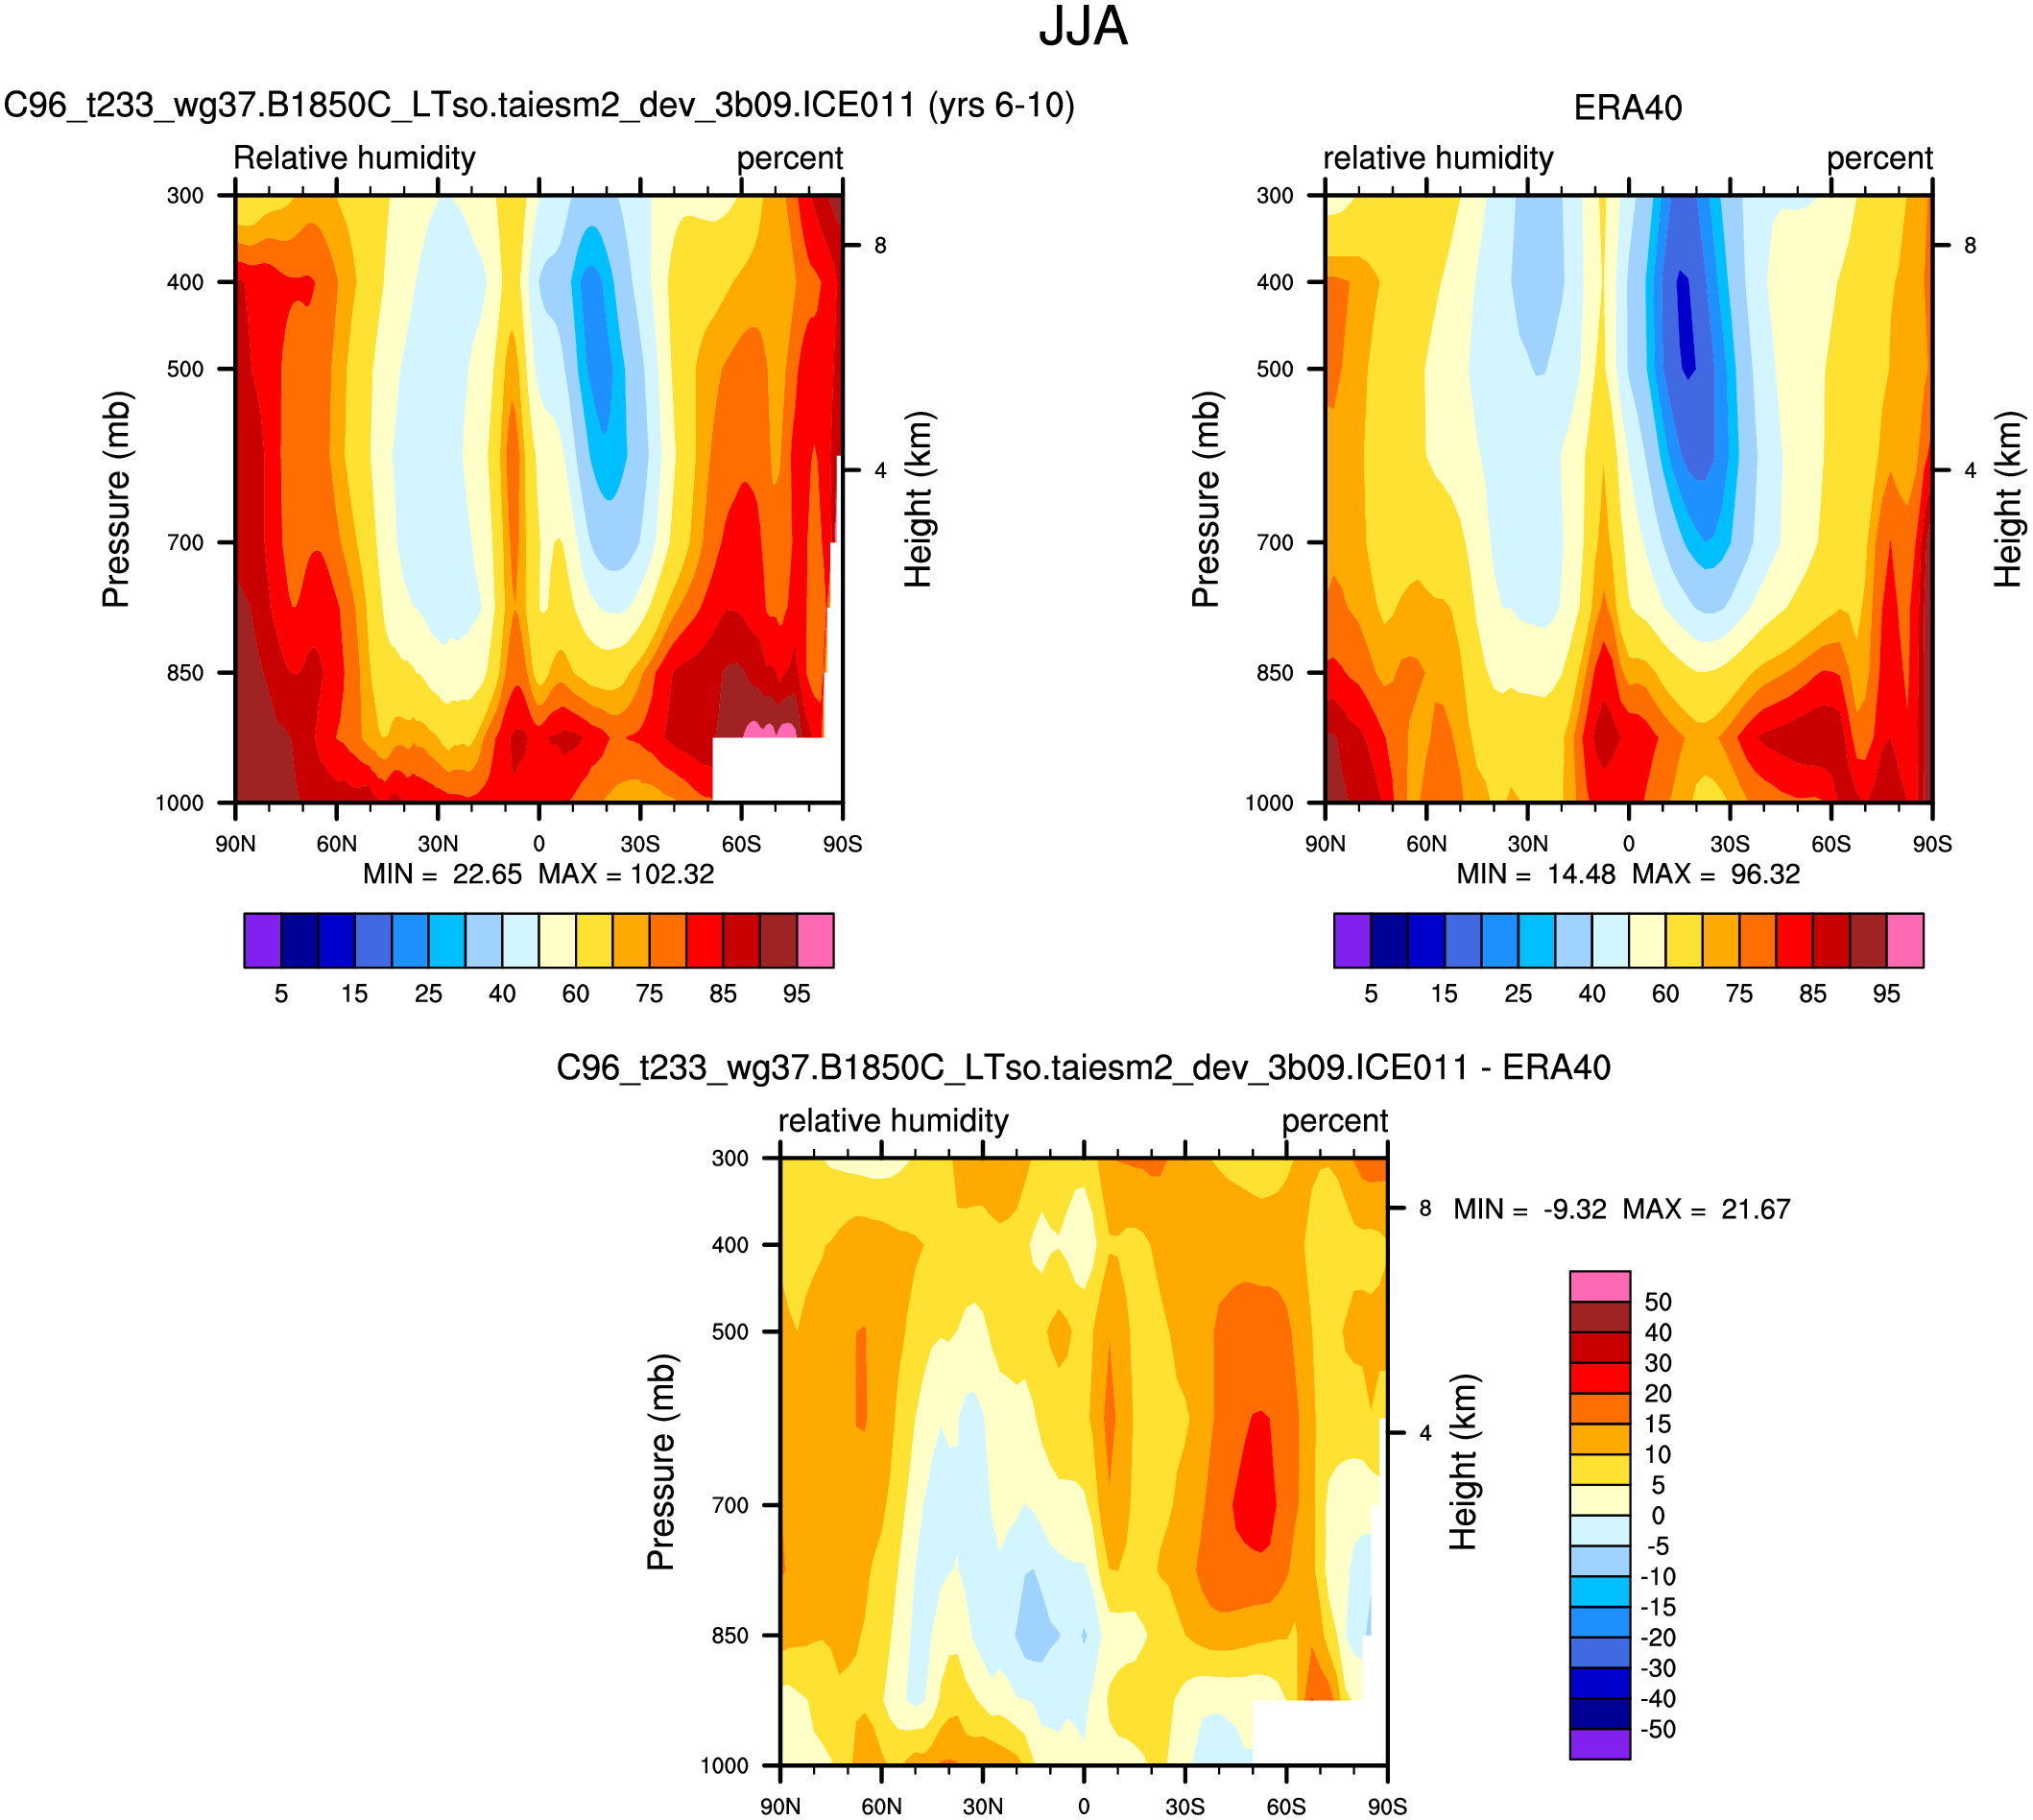 JJA
C96_t233_wg37.B1850C_LTso.taiesm2_dev_3b09.ICE011 (yrs 6-10)
Relative humidity percent
Pressure (mb)
300
400
500
700
850
1000
8
4
Height (km)
90N 60N 30N 0 30S 60S 90S
MIN = 22.65 MAX = 102.32
5 15 25 40 60 75 85 95
ERA40
relative humidity percent
Pressure (mb)
300
400
500
700
850
1000
8
4
Height (km)
90N 60N 30N 0 30S 60S 90S
MIN = 14.48 MAX = 96.32
5 15 25 40 60 75 85 95
C96_t233_wg37.B1850C_LTso.taiesm2_dev_3b09.ICE011 - ERA40
relative humidity percent
Pressure (mb)
300
400
500
700
850
1000
8
4
Height (km)
90N 60N 30N 0 30S 60S 90S
MIN = -9.32 MAX = 21.67
50
40
30
20
15
10
5
0
-5
-10
-15
-20
-30
-40
-50